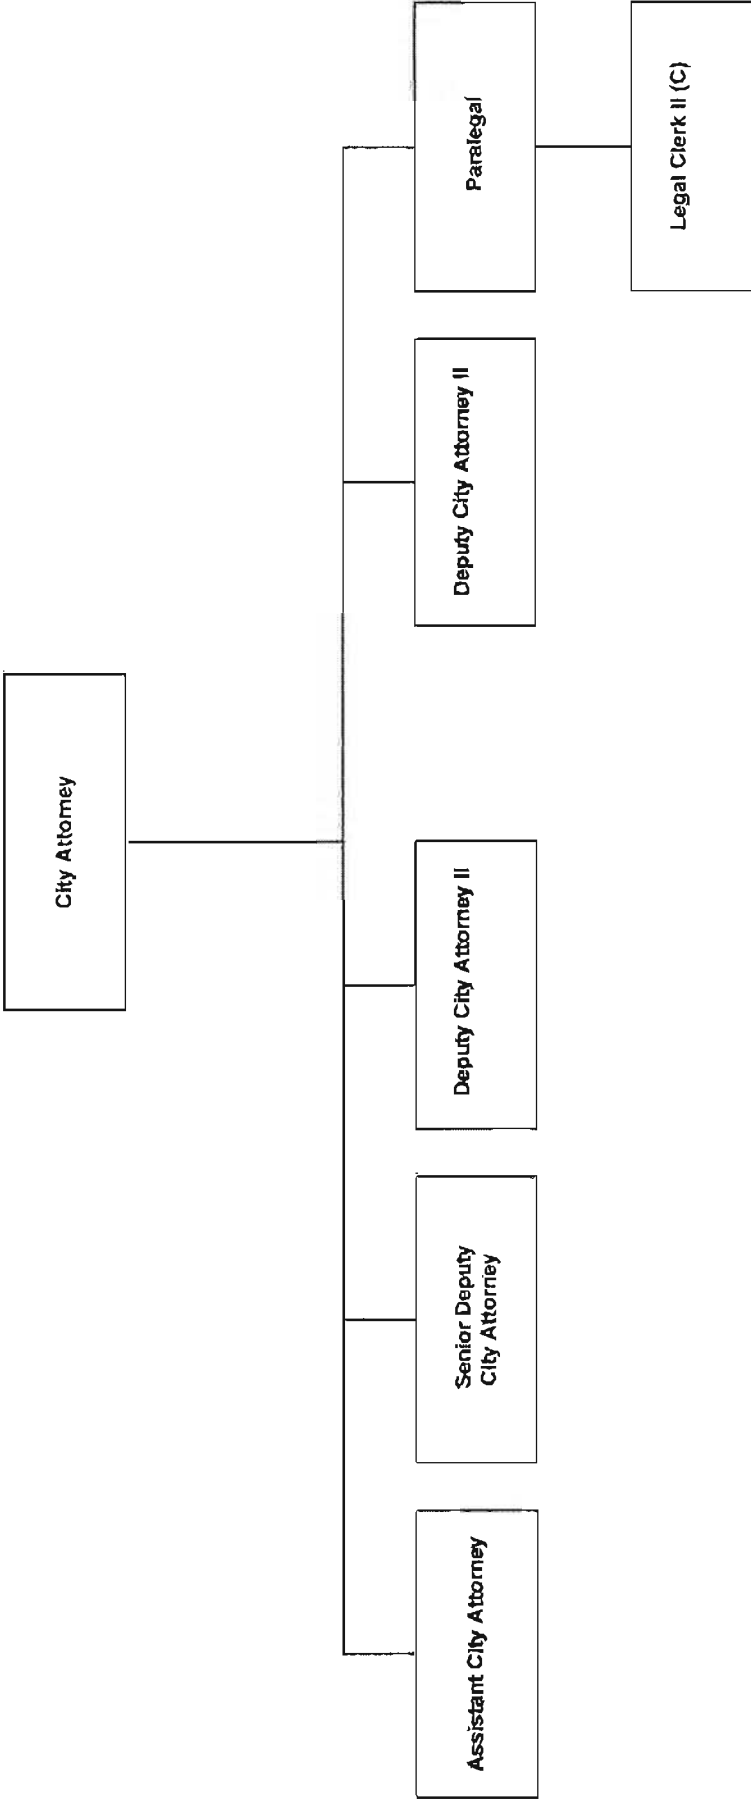 City Attorney
Assistant City Attorney
Senior Deputy
City Attorney
Deputy City Attorney II
Deputy City Attorney II
Paralegal
Legal Clerk II (C)